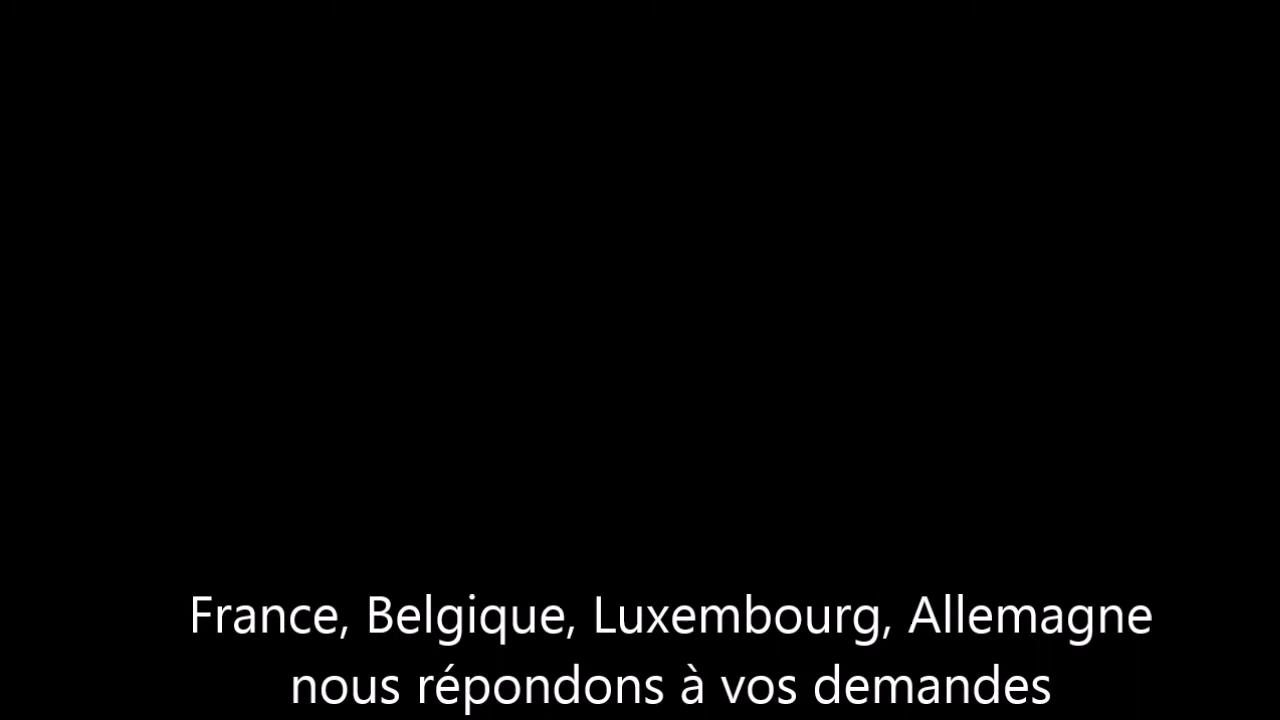 France, Belgique, Luxembourg, Allemagne
nous répondons à vos demandes